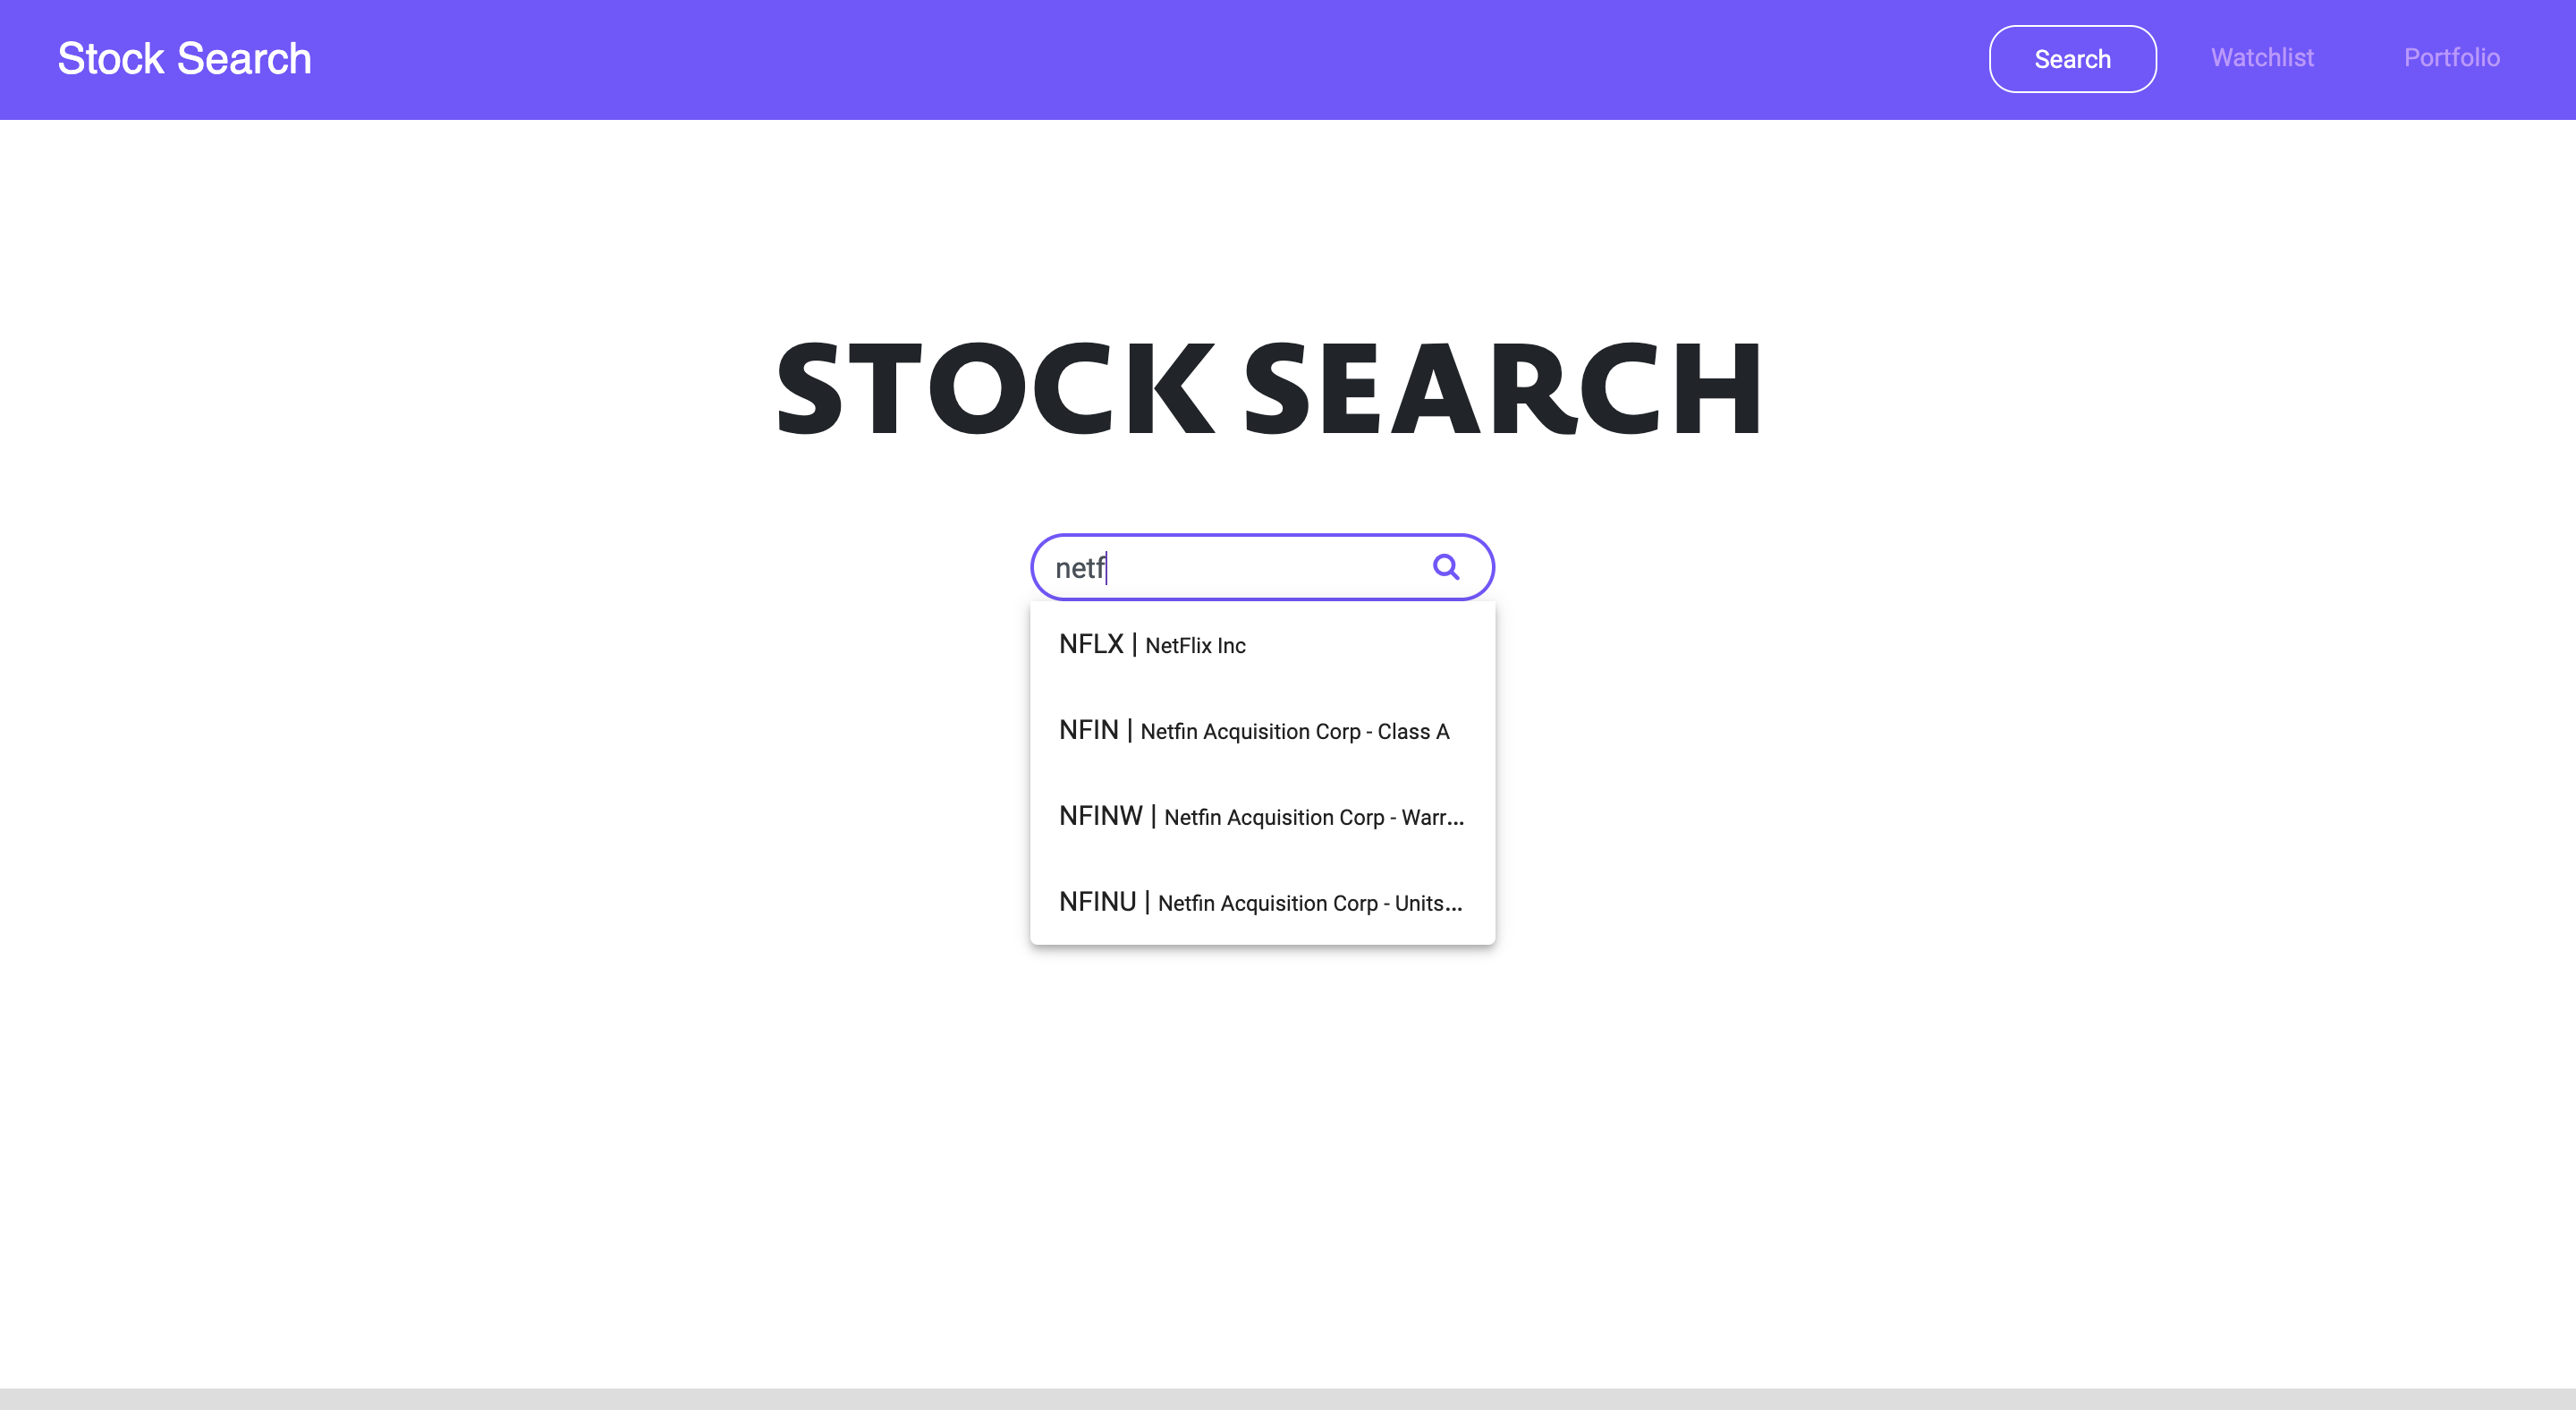 Stock Search
Search
Watchlist
Portfolio
STOCK SEARCH
netf
NFLX | NetFlix Inc
NFIN | Netfin Acquisition Corp - Class A
NFINW | Netfin Acquisition Corp - Warr...
NFINU | Netfin Acquisition Corp - Units...